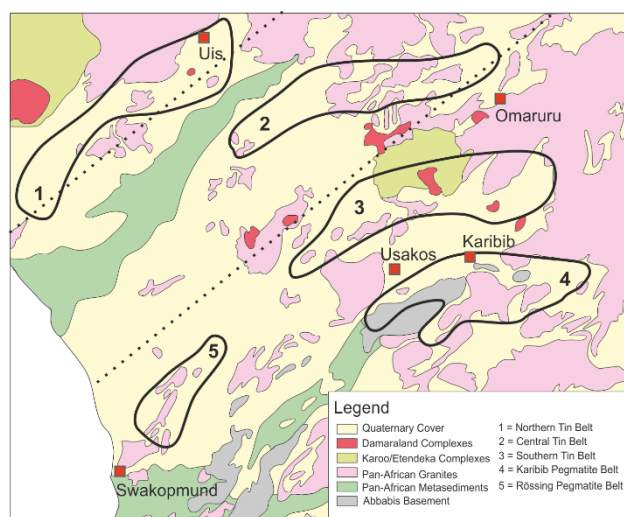 Uis
2
Omaruru
1
3
Karibib
Usakos
4
5
Swakopmund
Legend
Quaternary Cover
Damaraland Complexes
Karoo/Etendeka Complexes
Pan-African Granites
Pan-African Metasediments
Abbabis Basement
1 = Northern Tin Belt
2 = Central Tin Belt
3 = Southern Tin Belt
4 = Karibib Pegmatite Belt
5 = Rössing Pegmatite Belt